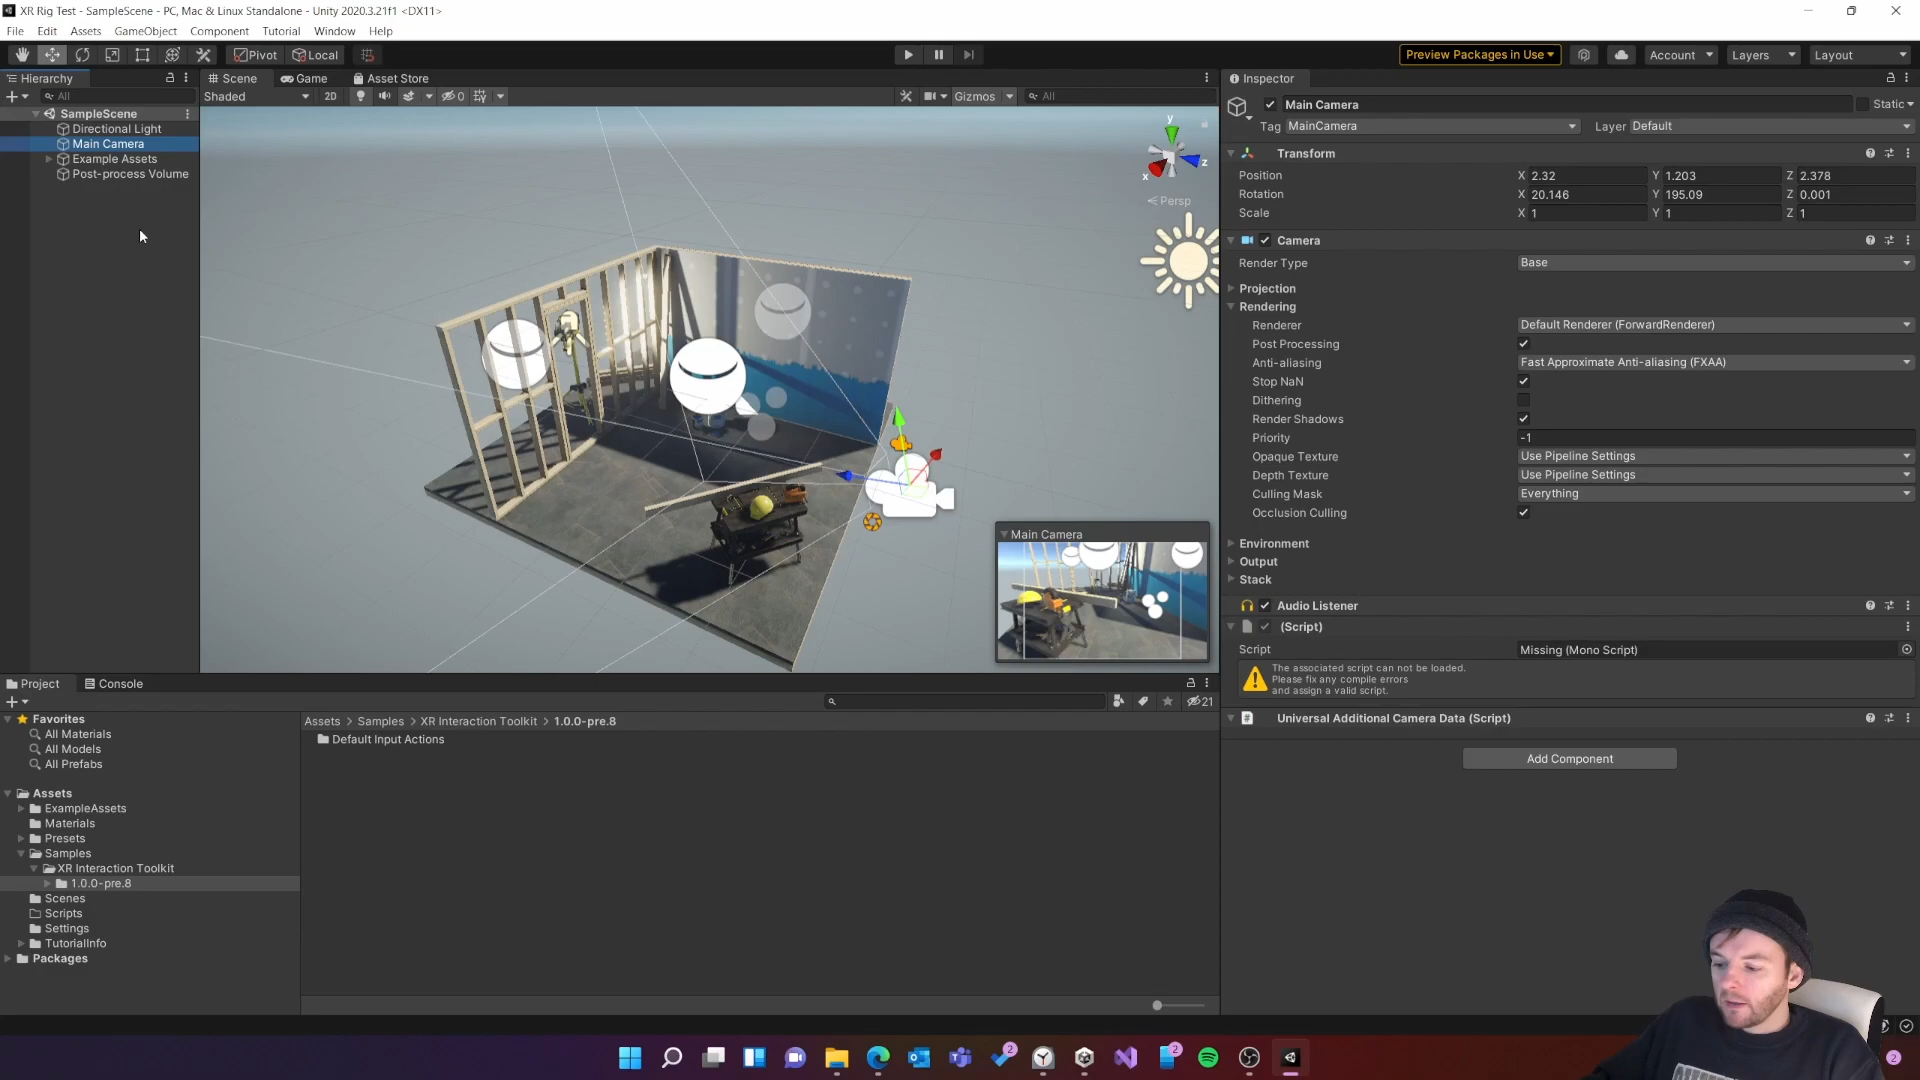 XR Rig Test - SampleScene - PC, Mac & Linux Standalone - Unity 2020.3.21f1 <DX11>
File Edit Assets GameObject Component Tutorial Window Help
Pivot Local Preview Packages in Use Account Layers Layout
Hierarchy Scene Game Asset Store Inspector
All Shaded 2D 0 Gizmos All Main Camera Static
SampleScene Tag MainCamera Layer Default
Directional Light
Main Camera
Example Assets
Post-process Volume
y
z
x
Persp
Main Camera
Transform
Position X 2.32 Y 1.203 Z 2.378
Rotation X 20.146 Y 195.09 Z 0.001
Scale X 1 Y 1 Z 1
Camera
Render Type Base
Projection
Rendering
Renderer Default Renderer (ForwardRenderer)
Post Processing
Anti-aliasing Fast Approximate Anti-aliasing (FXAA)
Stop NaN
Dithering
Render Shadows
Priority -1
Opaque Texture Use Pipeline Settings
Depth Texture Use Pipeline Settings
Culling Mask Everything
Occlusion Culling
Environment
Output
Stack
Audio Listener
(Script)
Script Missing (Mono Script)
The associated script can not be loaded.
Please fix any compile errors
and assign a valid script.
Universal Additional Camera Data (Script)
Add Component
Project Console
21
Favorites
All Materials
All Models
All Prefabs
Assets
ExampleAssets
Materials
Presets
Samples
XR Interaction Toolkit
1.0.0-pre.8
Scenes
Scripts
Settings
TutorialInfo
Packages
Assets > Samples > XR Interaction Toolkit > 1.0.0-pre.8
Default Input Actions
2
2
2